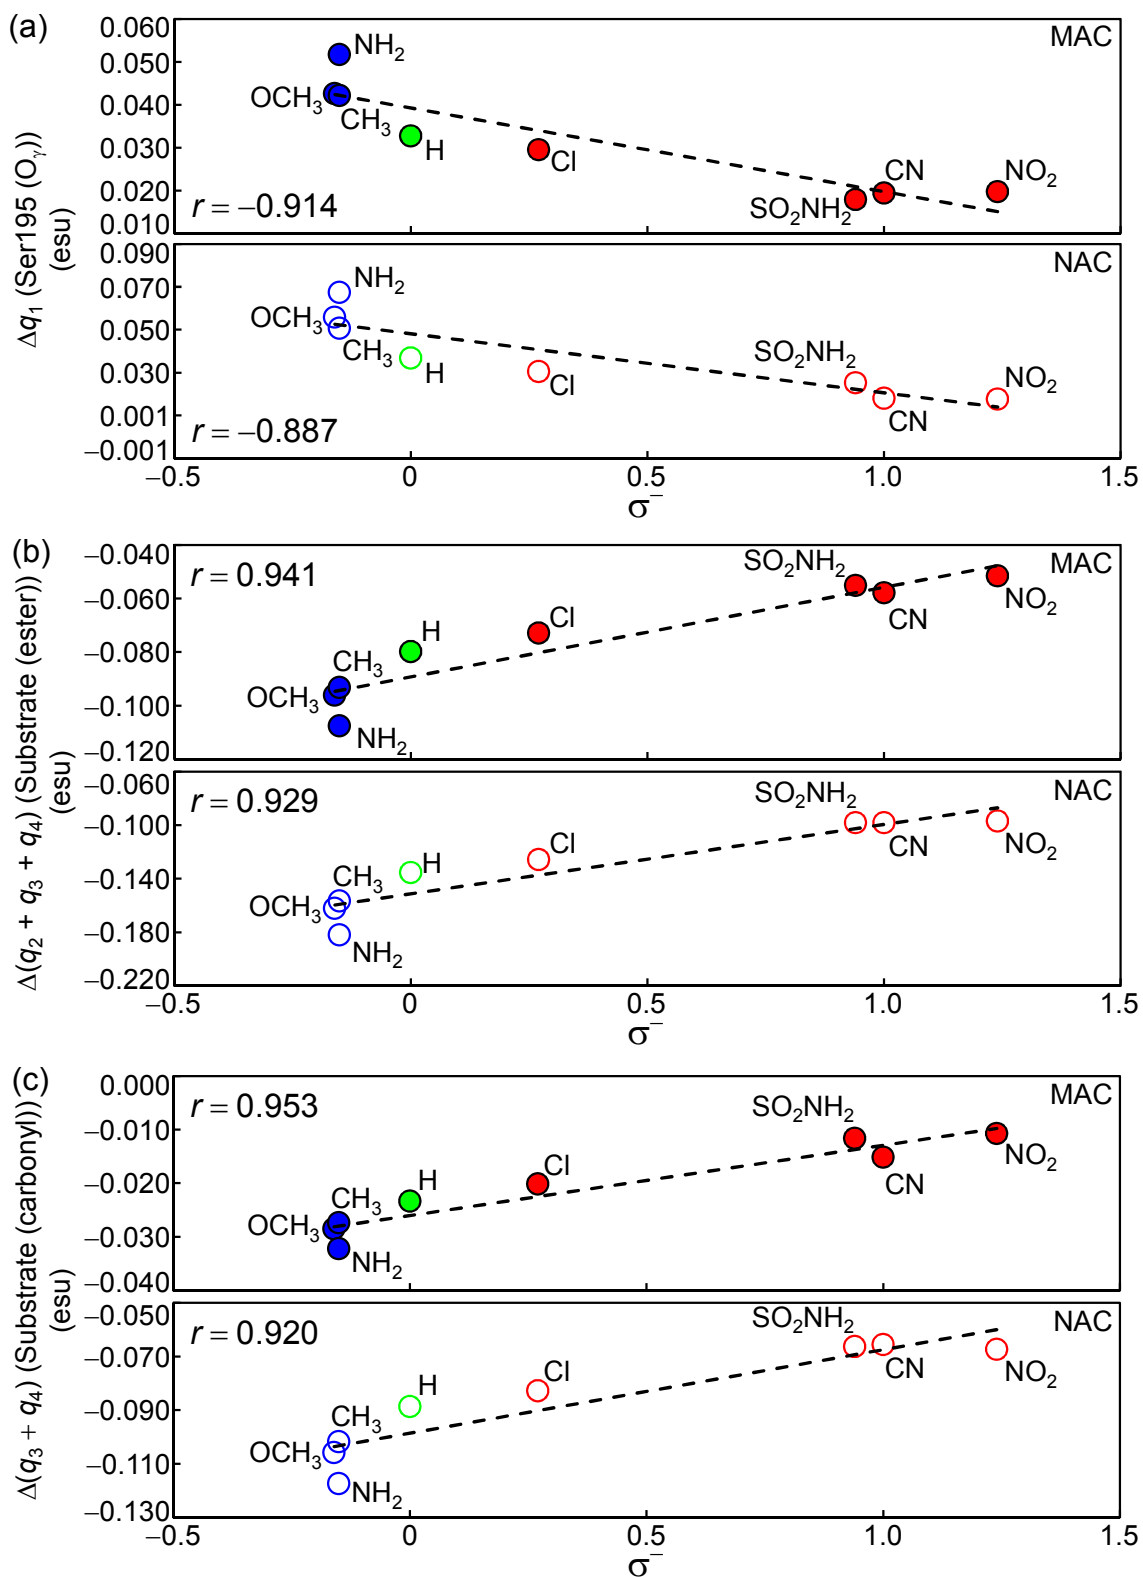 (a)
MAC
0.060
0.050
0.040
0.030
0.020
0.010
NH₂
OCH₃
CH₃
H
Cl
SO₂NH₂
CN
NO₂
r = −0.914
Δq₁ (Ser195 (Oᵧ))
(esu)
NAC
0.090
0.070
0.050
0.030
0.001
−0.001
NH₂
OCH₃
CH₃
H
Cl
SO₂NH₂
CN
NO₂
r = −0.887
−0.5
0
0.5
1.0
1.5
σ⁻
(b)
MAC
−0.040
−0.060
−0.080
−0.100
−0.120
r = 0.941
SO₂NH₂
CN
NO₂
Cl
H
CH₃
OCH₃
NH₂
Δ(q₂ + q₃ + q₄) (Substrate (ester))
(esu)
NAC
−0.060
−0.100
−0.140
−0.180
−0.220
r = 0.929
SO₂NH₂
CN
NO₂
Cl
H
CH₃
OCH₃
NH₂
−0.5
0
0.5
1.0
1.5
σ⁻
(c)
MAC
0.000
−0.010
−0.020
−0.030
−0.040
r = 0.953
SO₂NH₂
CN
NO₂
Cl
H
CH₃
OCH₃
NH₂
Δ(q₃ + q₄) (Substrate (carbonyl))
(esu)
NAC
−0.050
−0.070
−0.090
−0.110
−0.130
r = 0.920
SO₂NH₂
CN
NO₂
Cl
H
CH₃
OCH₃
NH₂
−0.5
0
0.5
1.0
1.5
σ⁻